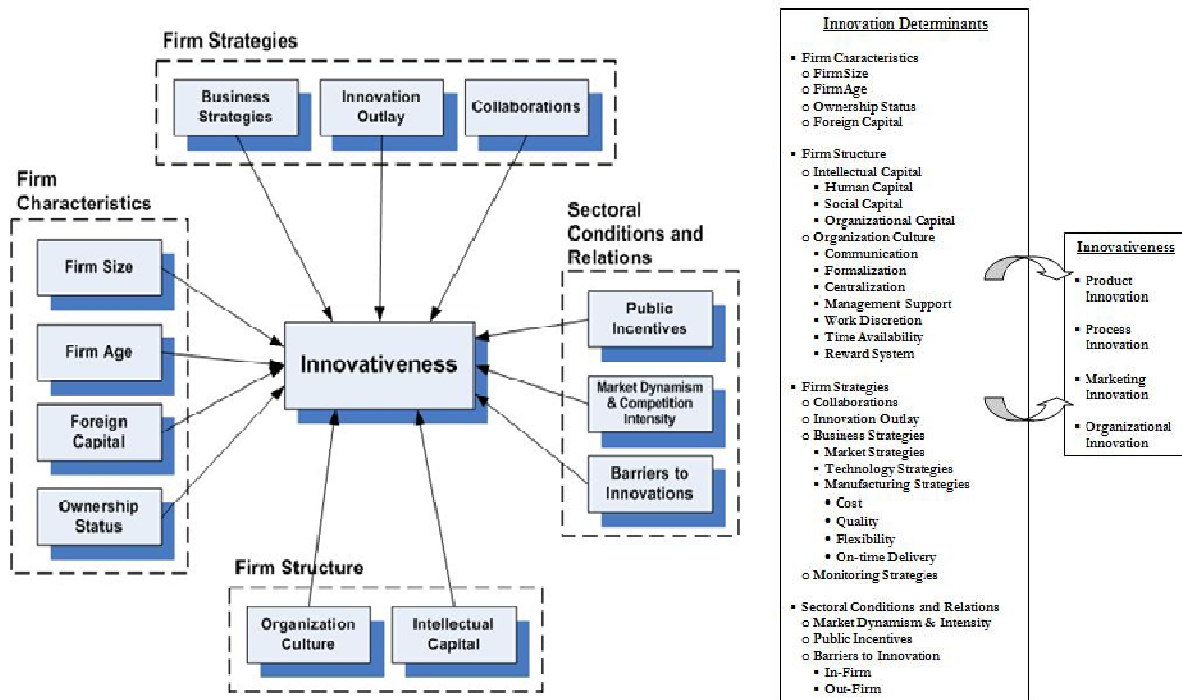 Firm Strategies
Business
Strategies
Innovation
Outlay
Collaborations
Firm
Characteristics
Firm Size
Firm Age
Foreign
Capital
Ownership
Status
Innovativeness
Sectoral
Conditions and
Relations
Public
Incentives
Market Dynamism
& Competition
Intensity
Barriers to
Innovations
Firm Structure
Organization
Culture
Intellectual
Capital
Innovation Determinants
▪ Firm Characteristics
o Firm Size
o Firm Age
o Ownership Status
o Foreign Capital
▪ Firm Structure
o Intellectual Capital
▪ Human Capital
▪ Social Capital
▪ Organizational Capital
o Organization Culture
▪ Communication
▪ Formalization
▪ Centralization
▪ Management Support
▪ Work Discretion
▪ Time Availability
▪ Reward System
▪ Firm Strategies
o Collaborations
o Innovation Outlay
o Business Strategies
▪ Market Strategies
▪ Technology Strategies
▪ Manufacturing Strategies
• Cost
• Quality
• Flexibility
• On-time Delivery
o Monitoring Strategies
▪ Sectoral Conditions and Relations
o Market Dynamism & Intensity
o Public Incentives
o Barriers to Innovation
▪ In-Firm
▪ Out-Firm
Innovativeness
▪ Product
Innovation
▪ Process
Innovation
▪ Marketing
Innovation
▪ Organizational
Innovation